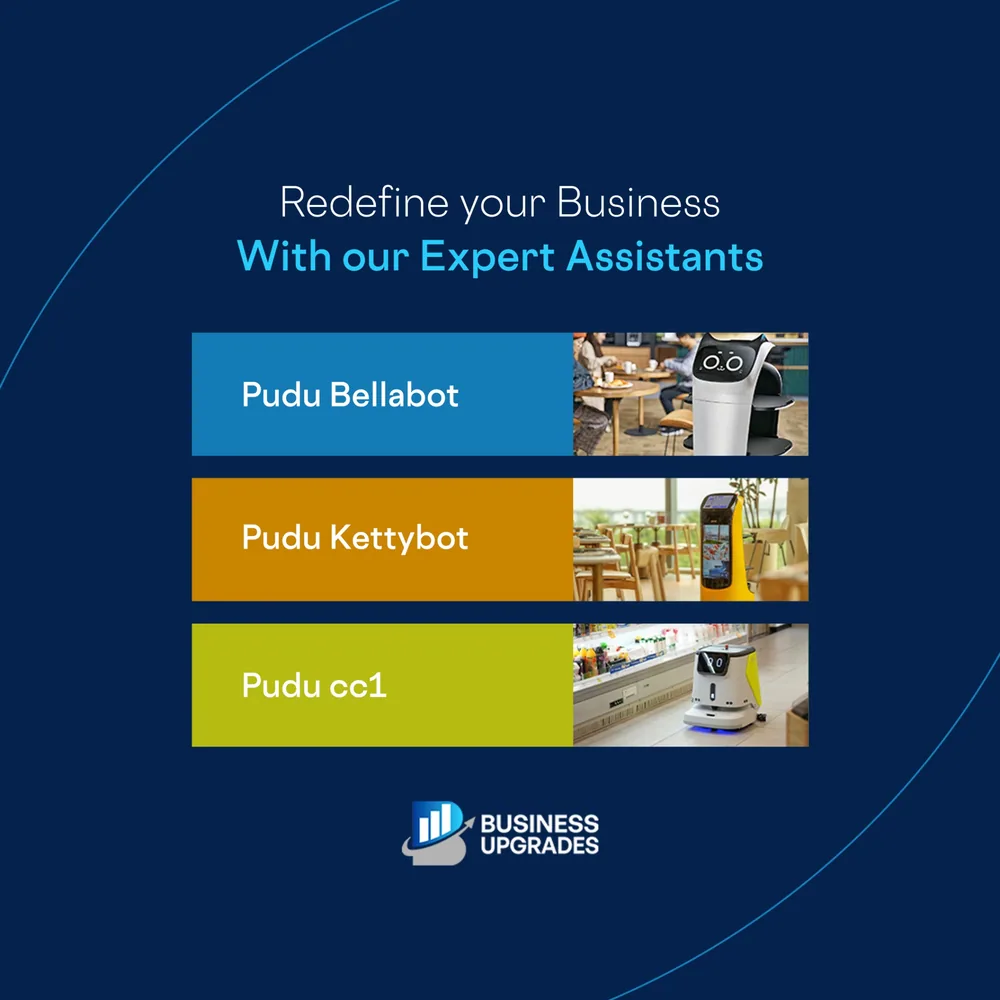 Redefine your Business
With our Expert Assistants
Pudu Bellabot
Pudu Kettybot
Pudu cc1
BUSINESS
UPGRADES